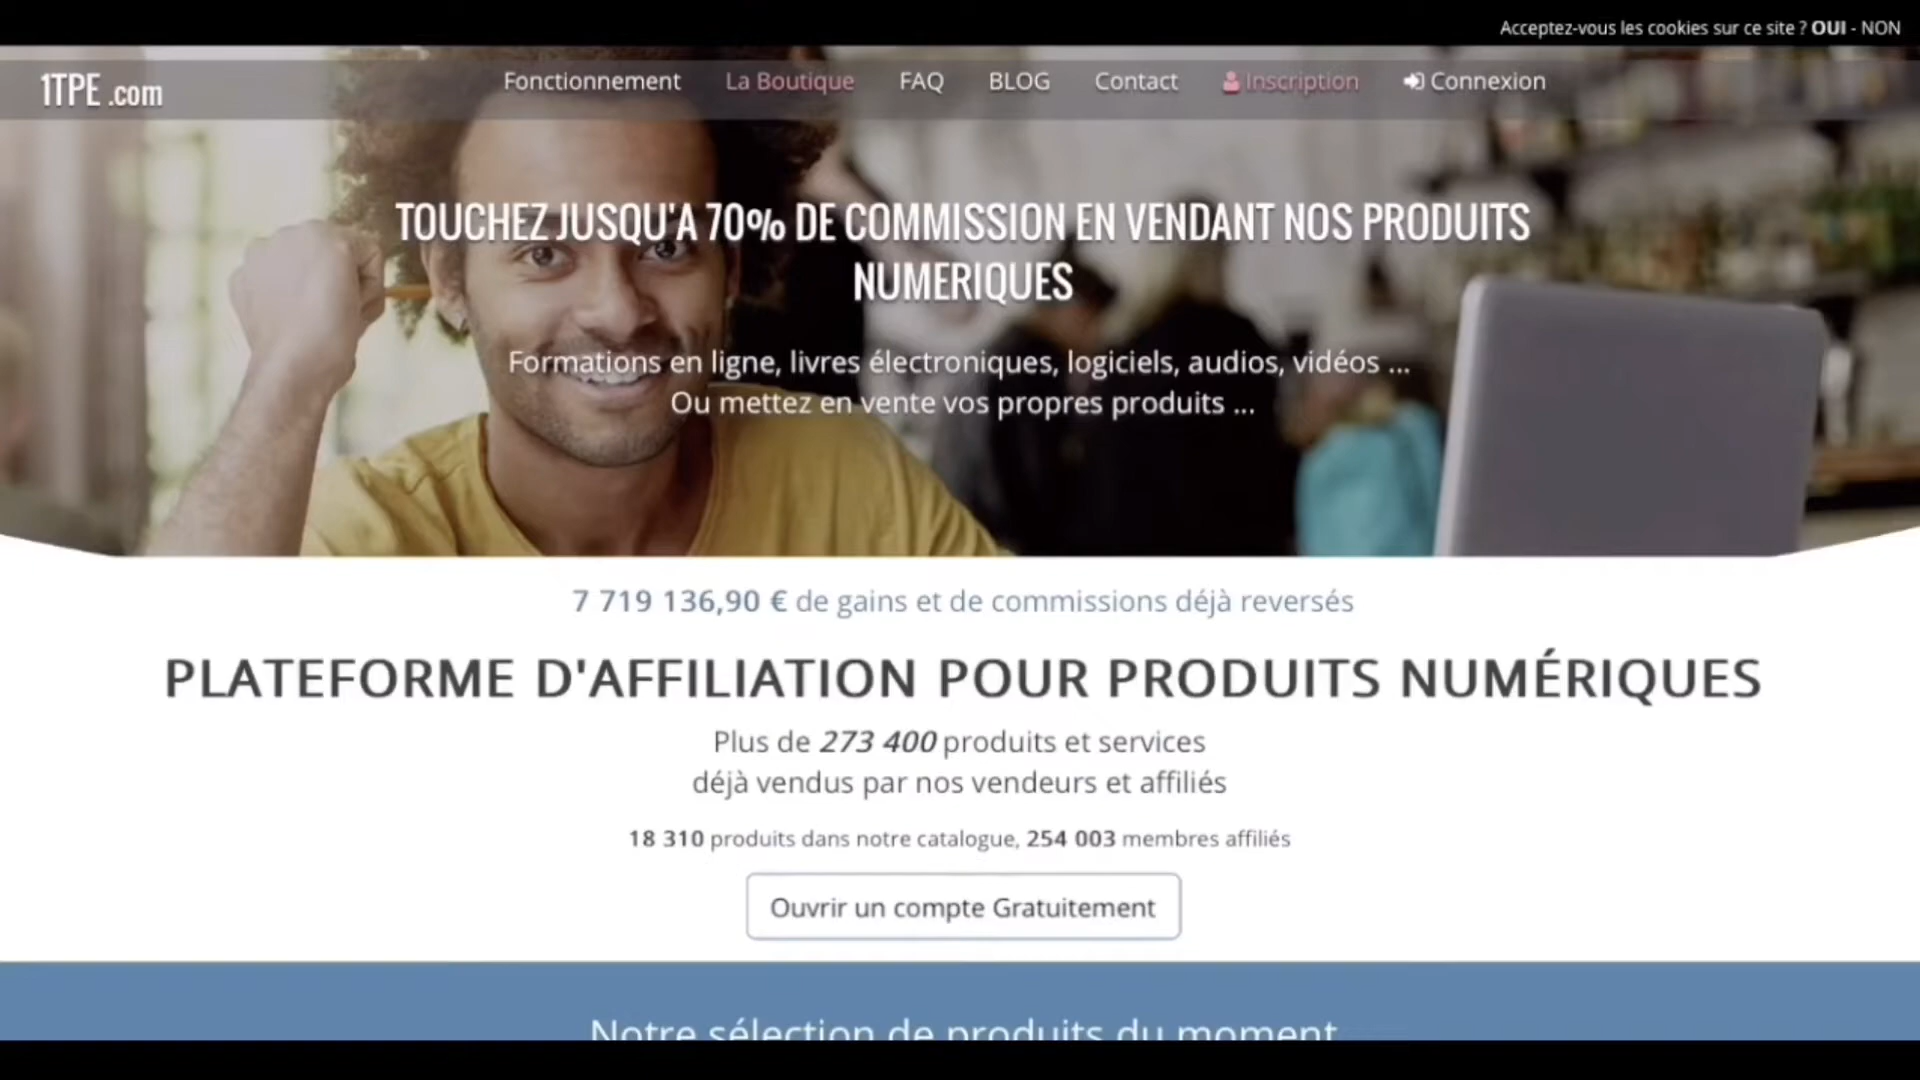 Acceptez-vous les cookies sur ce site ? OUI - NON
1TPE .com
Fonctionnement
La Boutique
FAQ
BLOG
Contact
Inscription
Connexion
TOUCHEZ JUSQU'A 70% DE COMMISSION EN VENDANT NOS PRODUITS
NUMERIQUES
Formations en ligne, livres électroniques, logiciels, audios, vidéos ...
Ou mettez en vente vos propres produits ...
7 719 136,90 € de gains et de commissions déjà reversés
PLATEFORME D'AFFILIATION POUR PRODUITS NUMÉRIQUES
Plus de 273 400 produits et services
déjà vendus par nos vendeurs et affiliés
18 310 produits dans notre catalogue, 254 003 membres affiliés
Ouvrir un compte Gratuitement
Notre sélection de produits du moment